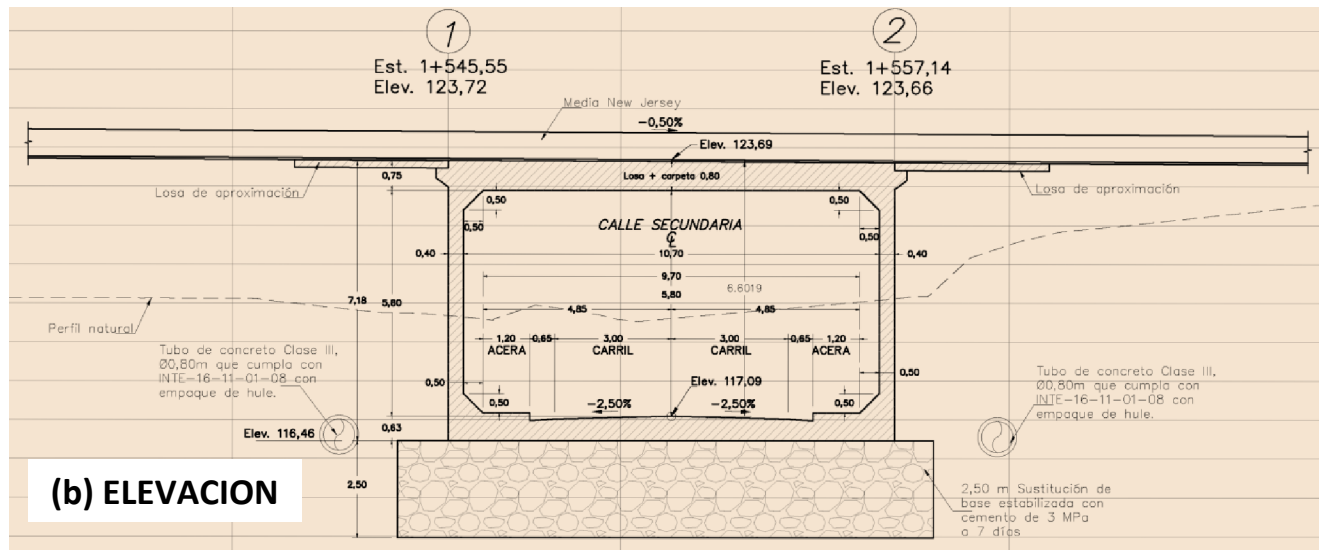 1
2
Est. 1+545,55
Elev. 123,72
Est. 1+557,14
Elev. 123,66
Media New Jersey
-0,50%
Elev. 123,69
Losa de aproximación
0,75
Losa + carpeta 0,80
Losa de aproximación
0,50
0,50
0,50
0,50
CALLE SECUNDARIA
CL
0,40
10,70
0,40
9,70
7,18
5,80
5,80
6.6019
4,85
4,85
Perfil natural
1,20
0,65
3,00
3,00
0,65
1,20
ACERA
CARRIL
CARRIL
ACERA
Tubo de concreto Clase III,
Ø0,80m que cumpla con
INTE-16-11-01-08 con
empaque de hule.
0,50
0,50
Elev. 117,09
0,50
0,50
-2,50%
-2,50%
Tubo de concreto Clase III,
Ø0,80m que cumpla con
INTE-16-11-01-08 con
empaque de hule.
Elev. 116,46
0,63
2,50
(b) ELEVACION
2,50 m Sustitución de
base estabilizada con
cemento de 3 MPa
a 7 días